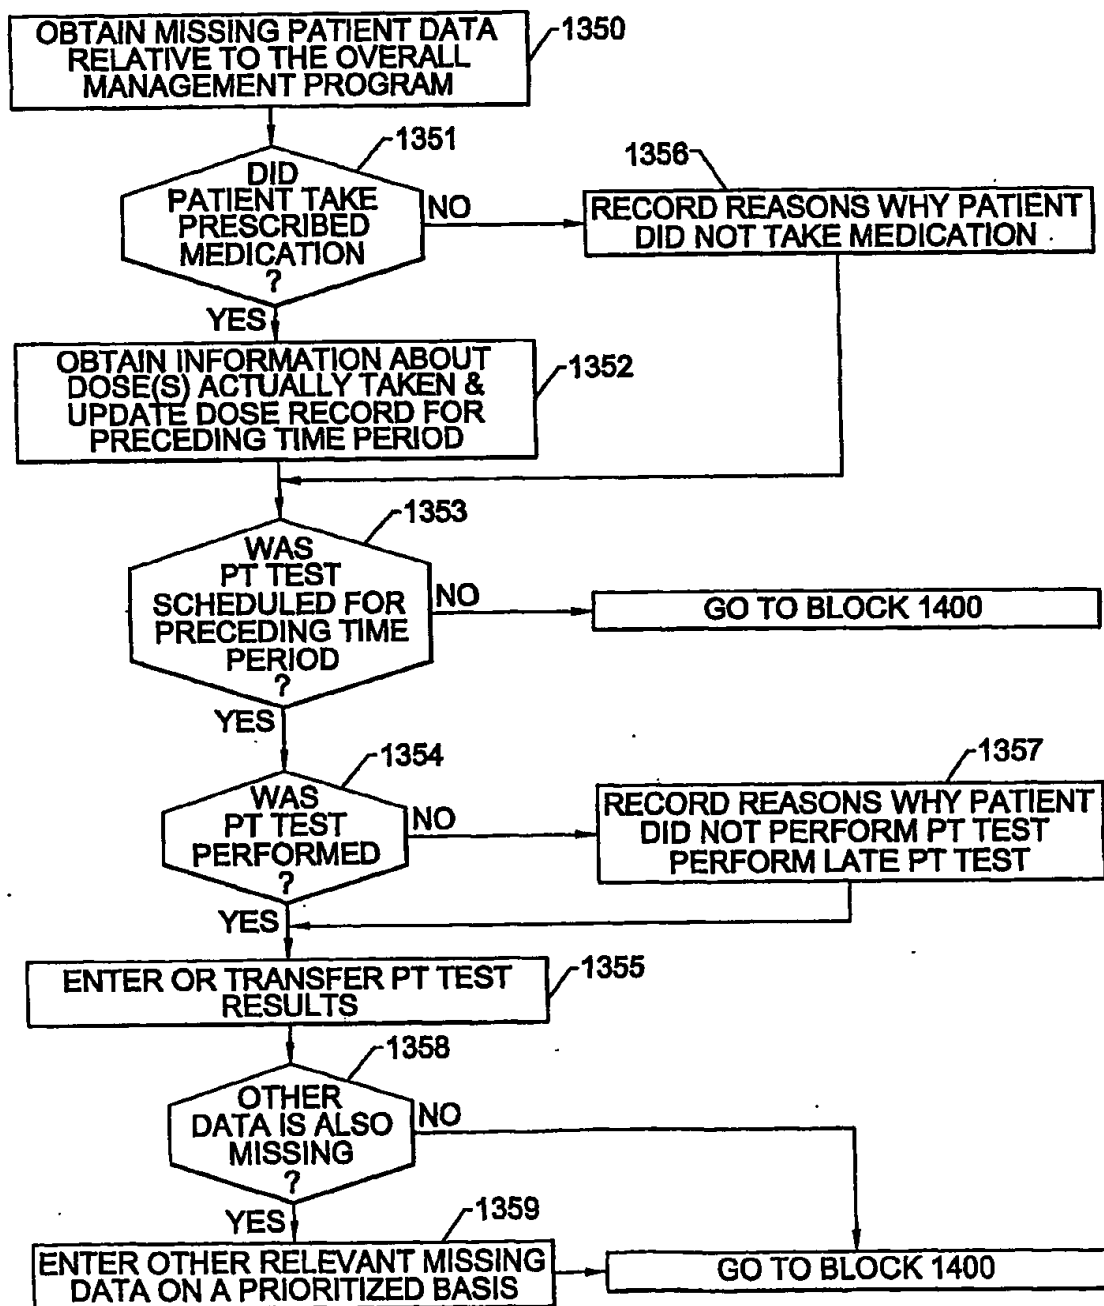 OBTAIN MISSING PATIENT DATA
RELATIVE TO THE OVERALL
MANAGEMENT PROGRAM
1350
1351
DID
PATIENT TAKE
PRESCRIBED
MEDICATION
?
NO
1356
RECORD REASONS WHY PATIENT
DID NOT TAKE MEDICATION
YES
OBTAIN INFORMATION ABOUT
DOSE(S) ACTUALLY TAKEN &
UPDATE DOSE RECORD FOR
PRECEDING TIME PERIOD
1352
1353
WAS
PT TEST
SCHEDULED FOR
PRECEDING TIME
PERIOD
?
NO
GO TO BLOCK 1400
YES
1354
WAS
PT TEST
PERFORMED
?
NO
1357
RECORD REASONS WHY PATIENT
DID NOT PERFORM PT TEST
PERFORM LATE PT TEST
YES
ENTER OR TRANSFER PT TEST
RESULTS
1355
1358
OTHER
DATA IS ALSO
MISSING
?
NO
YES
1359
ENTER OTHER RELEVANT MISSING
DATA ON A PRIORITIZED BASIS
GO TO BLOCK 1400